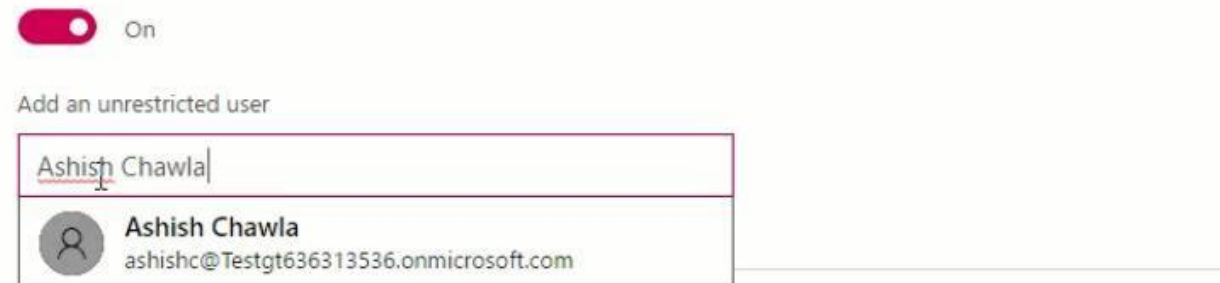 On
Add an unrestricted user
Ashish Chawla
Ashish Chawla
ashishc@Testgt636313536.onmicrosoft.com